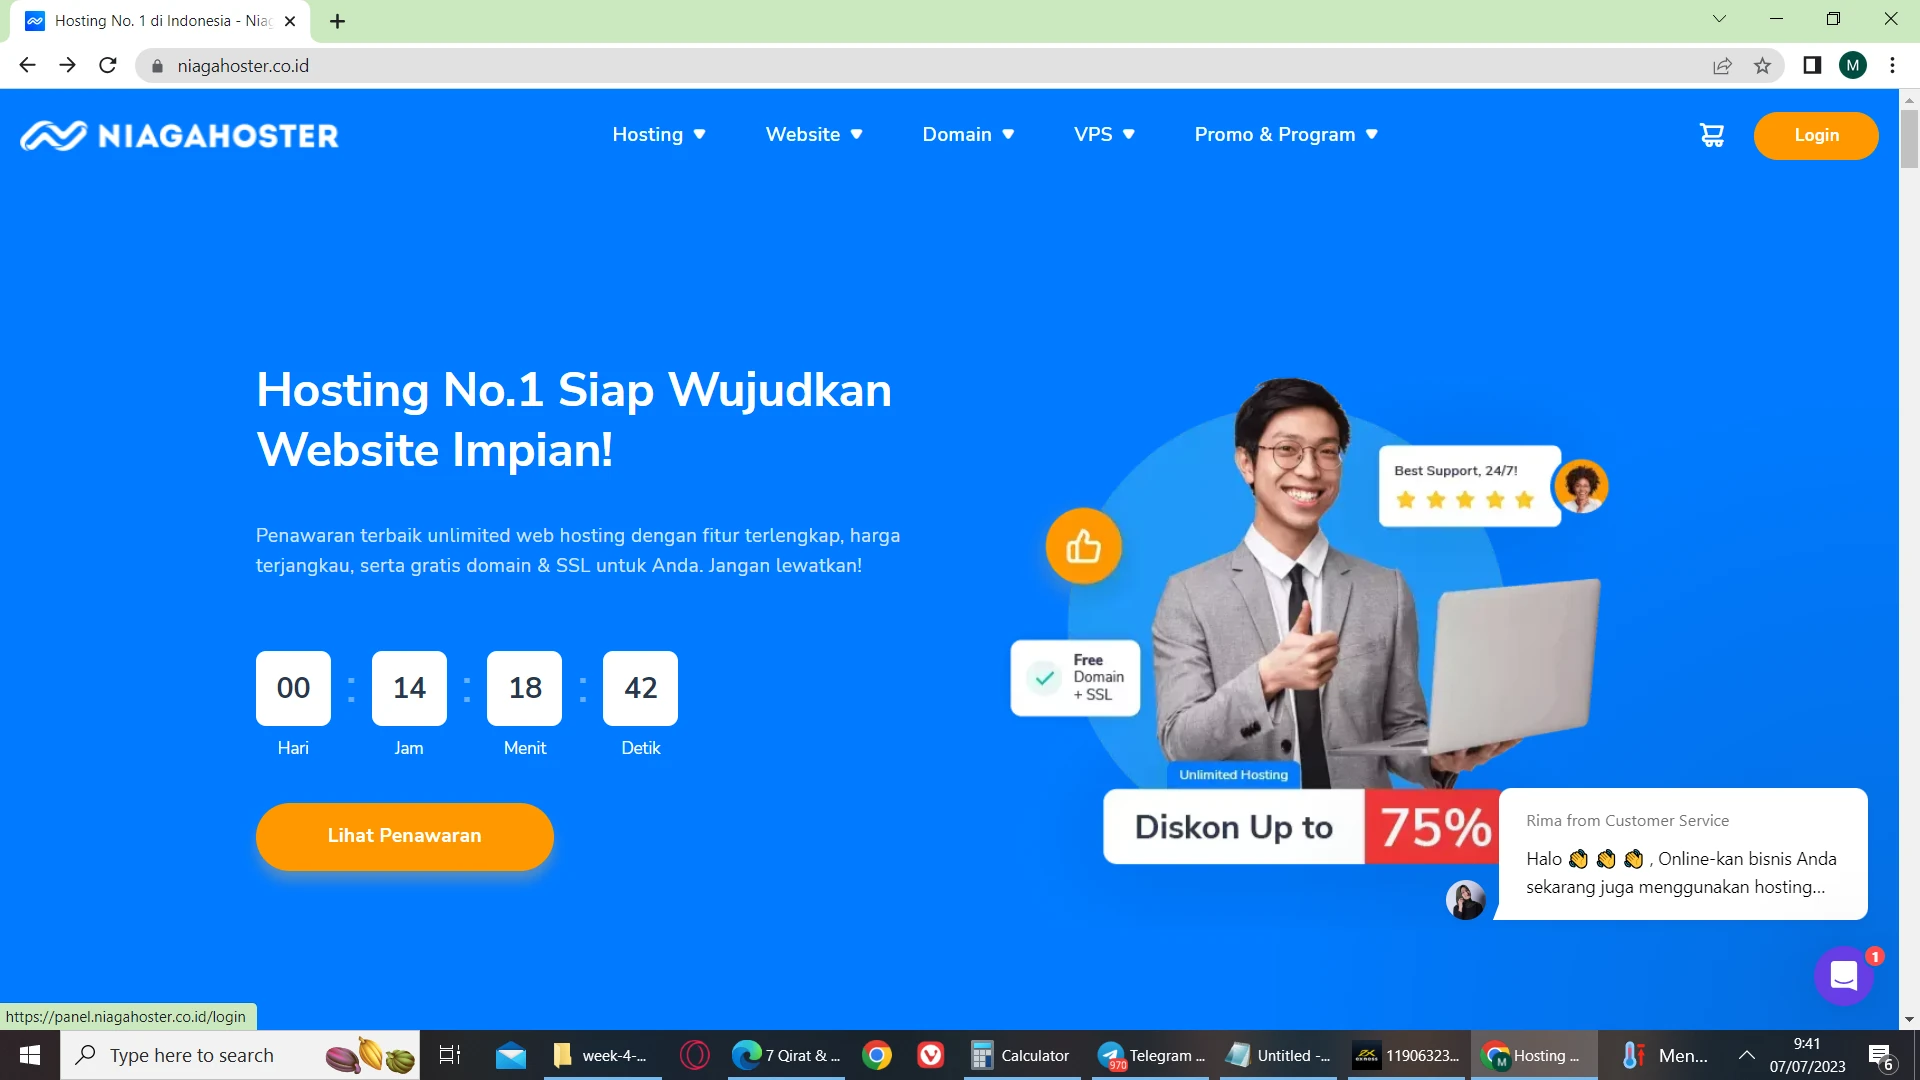 Hosting No. 1 di Indonesia - Niag
niagahoster.co.id
M
NIAGAHOSTER
Hosting
Website
Domain
VPS
Promo & Program
Login
Hosting No.1 Siap Wujudkan
Website Impian!
Penawaran terbaik unlimited web hosting dengan fitur terlengkap, harga
terjangkau, serta gratis domain & SSL untuk Anda. Jangan lewatkan!
00 : 14 : 18 : 42
Hari Jam Menit Detik
Lihat Penawaran
Best Support, 24/7!
Free
Domain
+ SSL
Unlimited Hosting
Diskon Up to 75%
Rima from Customer Service
Halo 👏 👏 👏 , Online-kan bisnis Anda
sekarang juga menggunakan hosting...
1
https://panel.niagahoster.co.id/login
Type here to search
week-4-...
7 Qirat & ...
Calculator
970
Telegram ...
Untitled -...
11906323...
M
Hosting ...
Men...
9:41
07/07/2023
6